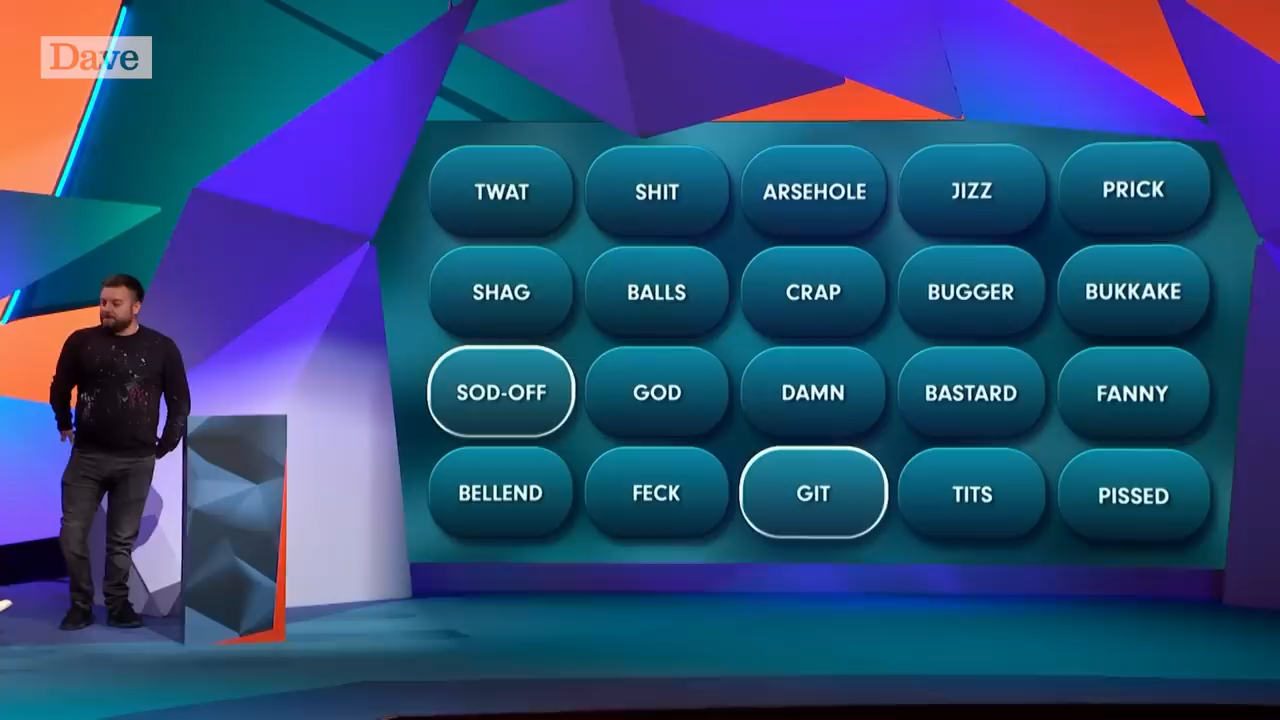 Dave
TWAT SHIT ARSEHOLE JIZZ PRICK
SHAG BALLS CRAP BUGGER BUKKAKE
SOD-OFF GOD DAMN BASTARD FANNY
BELLEND FECK GIT TITS PISSED